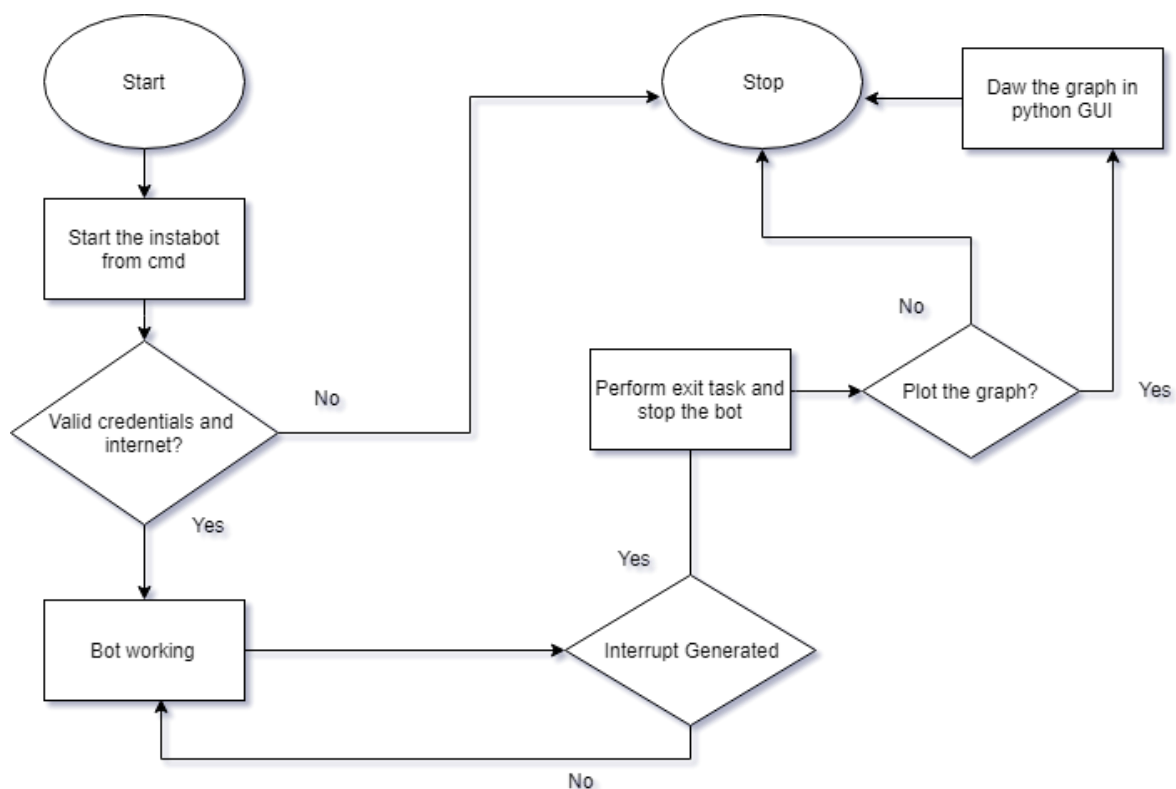 Start
Stop
Daw the graph in
python GUI
Start the instabot
from cmd
No
Valid credentials and
internet?
No
Perform exit task and
stop the bot
Plot the graph?
Yes
Yes
Yes
Bot working
Interrupt Generated
No